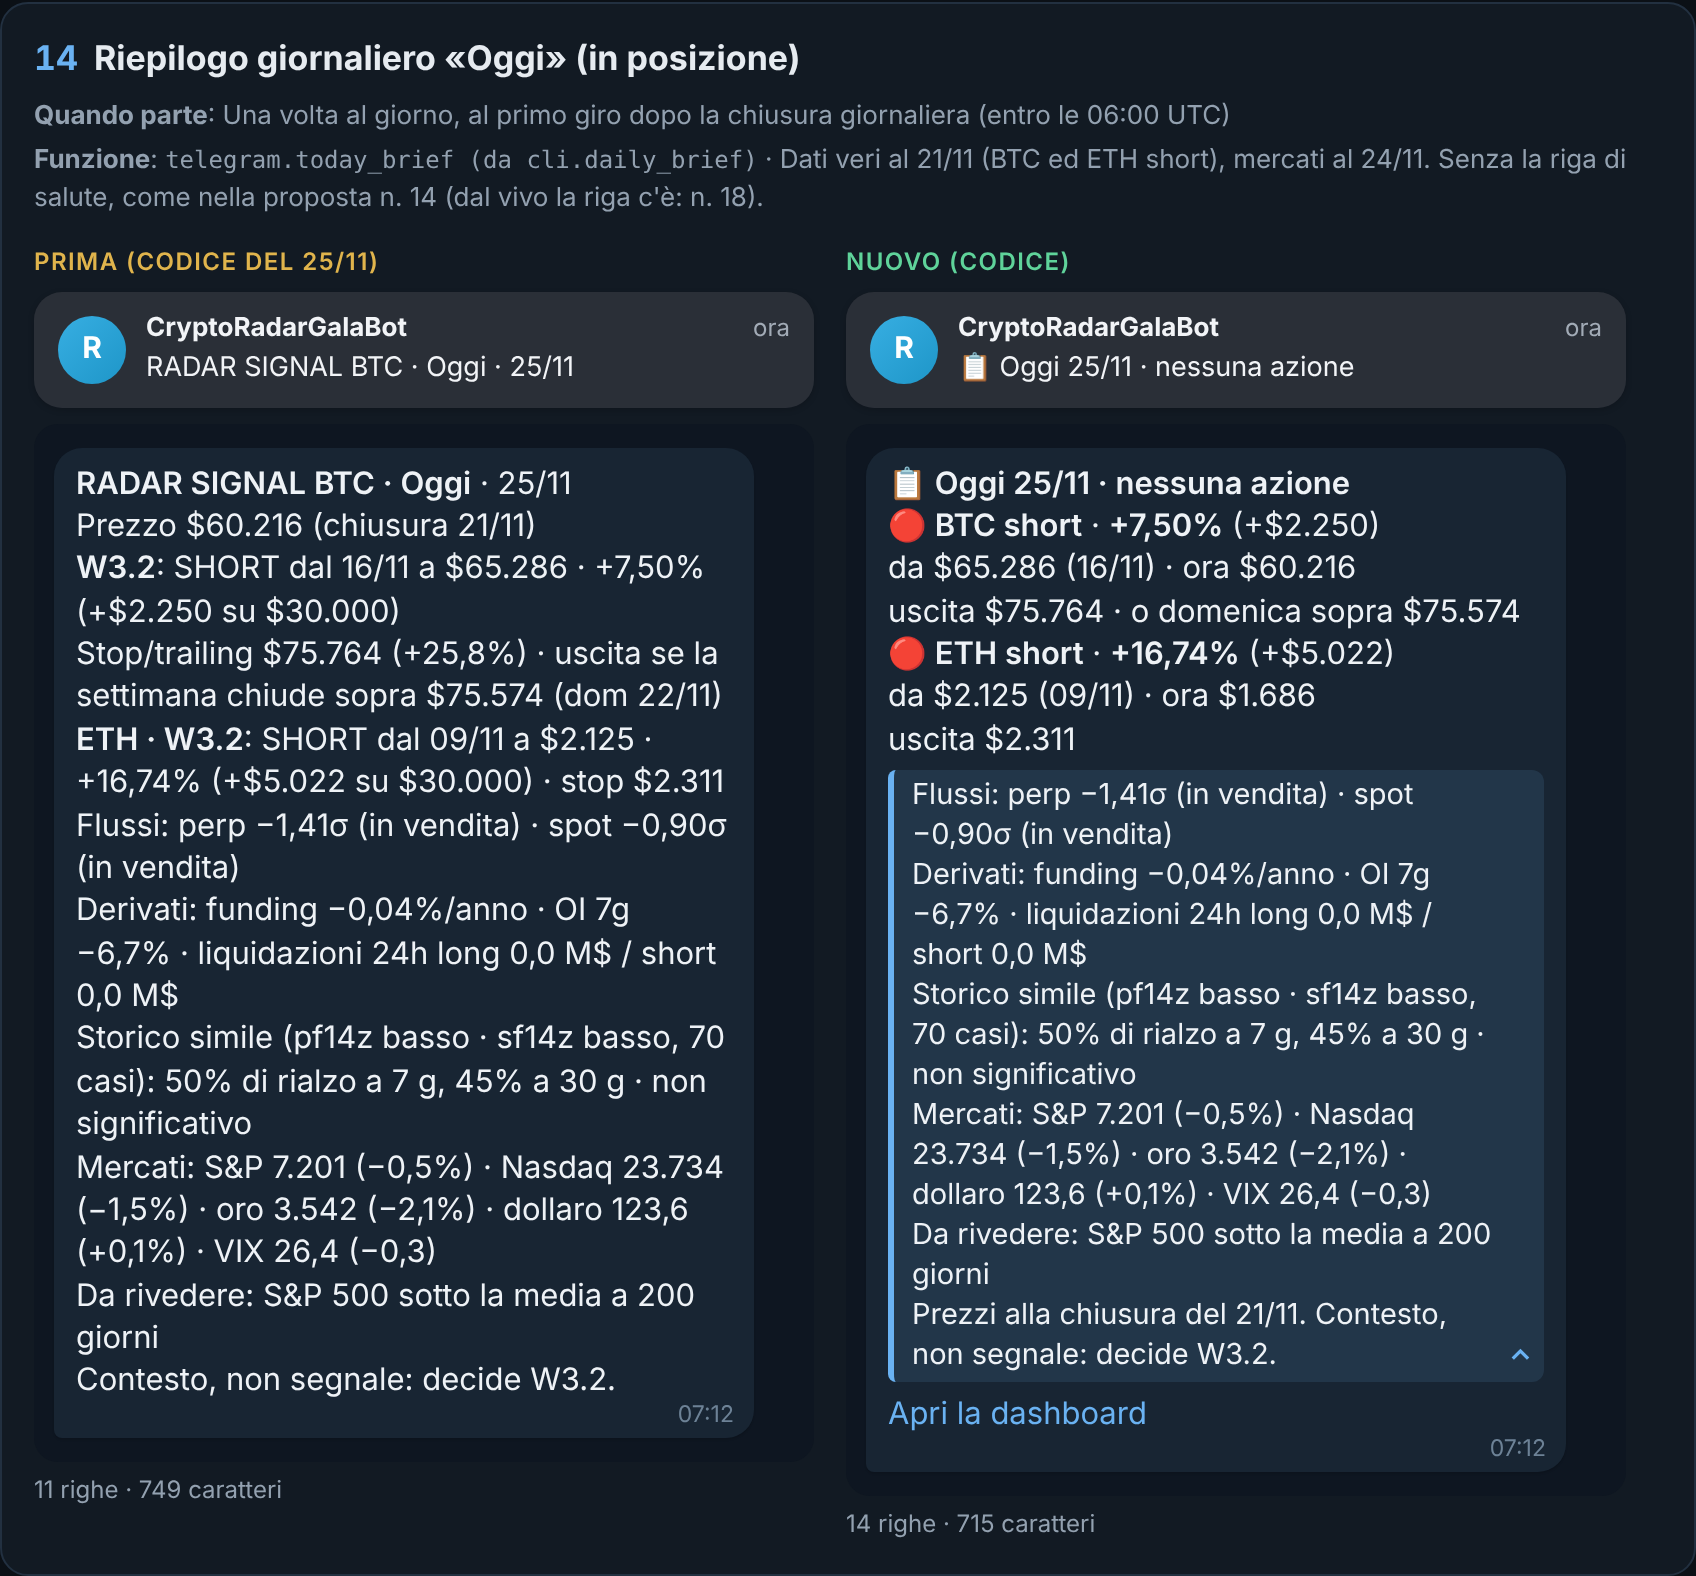 14 Riepilogo giornaliero «Oggi» (in posizione)
Quando parte: Una volta al giorno, al primo giro dopo la chiusura giornaliera (entro le 06:00 UTC)
Funzione: telegram.today_brief (da cli.daily_brief) · Dati veri al 21/11 (BTC ed ETH short), mercati al 24/11. Senza la riga di
salute, come nella proposta n. 14 (dal vivo la riga c'è: n. 18).
PRIMA (CODICE DEL 25/11)
R
CryptoRadarGalaBot
ora
RADAR SIGNAL BTC · Oggi · 25/11
RADAR SIGNAL BTC · Oggi · 25/11
Prezzo $60.216 (chiusura 21/11)
W3.2: SHORT dal 16/11 a $65.286 · +7,50%
(+$2.250 su $30.000)
Stop/trailing $75.764 (+25,8%) · uscita se la
settimana chiude sopra $75.574 (dom 22/11)
ETH · W3.2: SHORT dal 09/11 a $2.125 ·
+16,74% (+$5.022 su $30.000) · stop $2.311
Flussi: perp −1,41σ (in vendita) · spot −0,90σ
(in vendita)
Derivati: funding −0,04%/anno · OI 7g
−6,7% · liquidazioni 24h long 0,0 M$ / short
0,0 M$
Storico simile (pf14z basso · sf14z basso, 70
casi): 50% di rialzo a 7 g, 45% a 30 g · non
significativo
Mercati: S&P 7.201 (−0,5%) · Nasdaq 23.734
(−1,5%) · oro 3.542 (−2,1%) · dollaro 123,6
(+0,1%) · VIX 26,4 (−0,3)
Da rivedere: S&P 500 sotto la media a 200
giorni
Contesto, non segnale: decide W3.2.
07:12
11 righe · 749 caratteri
NUOVO (CODICE)
R
CryptoRadarGalaBot
ora
📋 Oggi 25/11 · nessuna azione
📋 Oggi 25/11 · nessuna azione
🔴 BTC short · +7,50% (+$2.250)
da $65.286 (16/11) · ora $60.216
uscita $75.764 · o domenica sopra $75.574
🔴 ETH short · +16,74% (+$5.022)
da $2.125 (09/11) · ora $1.686
uscita $2.311
Flussi: perp −1,41σ (in vendita) · spot
−0,90σ (in vendita)
Derivati: funding −0,04%/anno · OI 7g
−6,7% · liquidazioni 24h long 0,0 M$ /
short 0,0 M$
Storico simile (pf14z basso · sf14z basso,
70 casi): 50% di rialzo a 7 g, 45% a 30 g ·
non significativo
Mercati: S&P 7.201 (−0,5%) · Nasdaq
23.734 (−1,5%) · oro 3.542 (−2,1%) ·
dollaro 123,6 (+0,1%) · VIX 26,4 (−0,3)
Da rivedere: S&P 500 sotto la media a 200
giorni
Prezzi alla chiusura del 21/11. Contesto,
non segnale: decide W3.2.
Apri la dashboard
07:12
14 righe · 715 caratteri